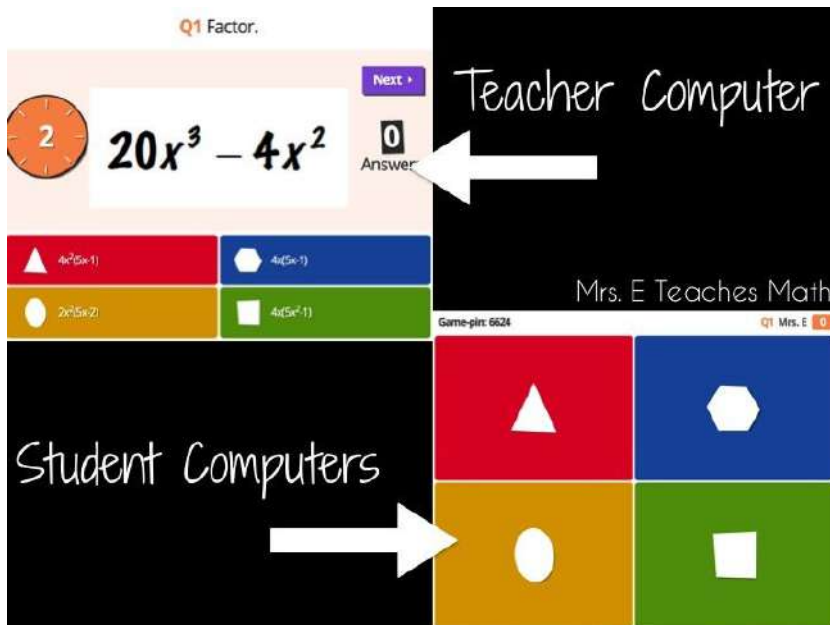 Q1 Factor.
Next
2
20x³ – 4x²
0
Answer
4x²(5x-1)
4x(5x-1)
2x²(5x-2)
4x(5x²-1)
Teacher Computer
Mrs. E Teaches Math
Student Computers
Game-pin: 6624
Q1 Mrs. E 0